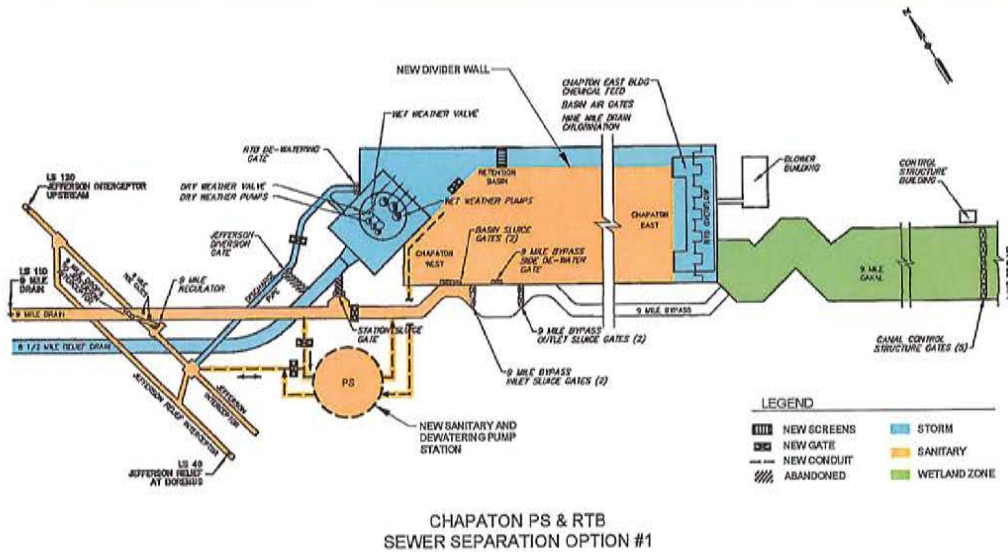 NEW DIVIDER WALL
CHAPTON EAST BLDG
CHEMICAL FEED
BASIN AIR GATES
NINE MILE DRAIN
CHLORINATION
WET WEATHER VALVE
RTB DE-WATERING
GATE
DRY WEATHER VALVE
DRY WEATHER PUMPS
RETENTION
BASIN
WET WEATHER PUMPS
BLOWER
BUILDING
CONTROL
STRUCTURE
BUILDING
LS 120
JEFFERSON INTERCEPTOR
UPSTREAM
JEFFERSON
DIVERSION
GATE
BASIN SLUICE
GATES (2)
CHAPATON
EAST
RTB OVERFLOW
CHAPATON
WEST
9 MILE BYPASS
SIDE DE-WATER
GATE
LS 110
9 MILE
DRAIN
9 MILE
REGULATOR
DISCHARGE
PIPE
9 MILE
CANAL
9 MILE DRAIN
STATION SLUICE
GATE
9 MILE BYPASS
9 MILE BYPASS
OUTLET SLUICE GATES (2)
CANAL CONTROL
STRUCTURE GATES (5)
8 1/2 MILE RELIEF DRAIN
9 MILE BYPASS
INLET SLUICE GATES (2)
PS
JEFFERSON
INTERCEPTOR
JEFFERSON RELIEF INTERCEPTOR
NEW SANITARY AND
DEWATERING PUMP
STATION
LS 40
JEFFERSON RELIEF
AT DOREMUS
LEGEND
NEW SCREENS
STORM
NEW GATE
SANITARY
NEW CONDUIT
ABANDONED
WETLAND ZONE
CHAPATON PS & RTB
SEWER SEPARATION OPTION #1